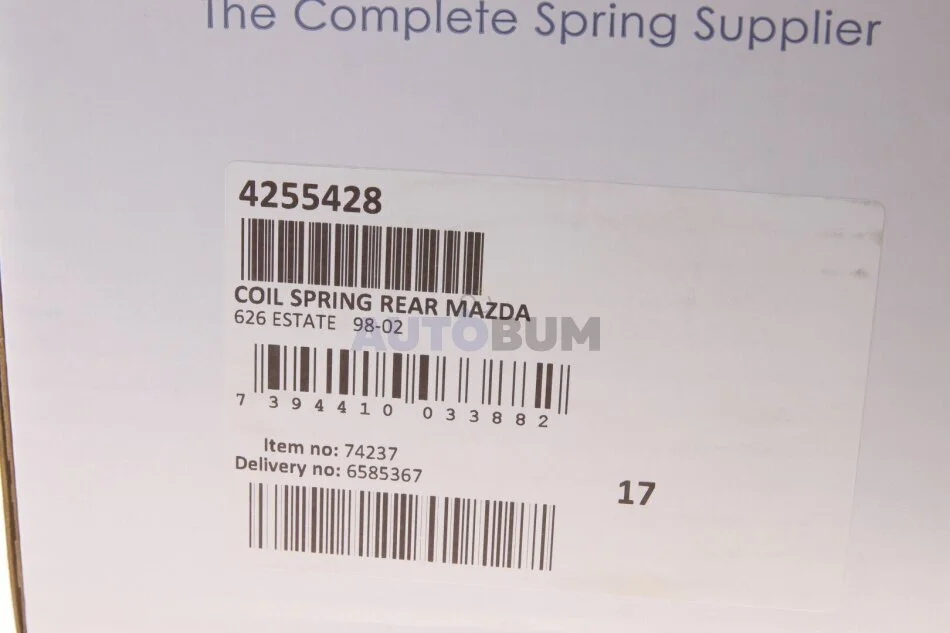 The Complete Spring Supplier
4255428
COIL SPRING REAR MAZDA
626 ESTATE 98-02
AUTOBUM
7 394410 033882
Item no: 74237
Delivery no: 6585367
17